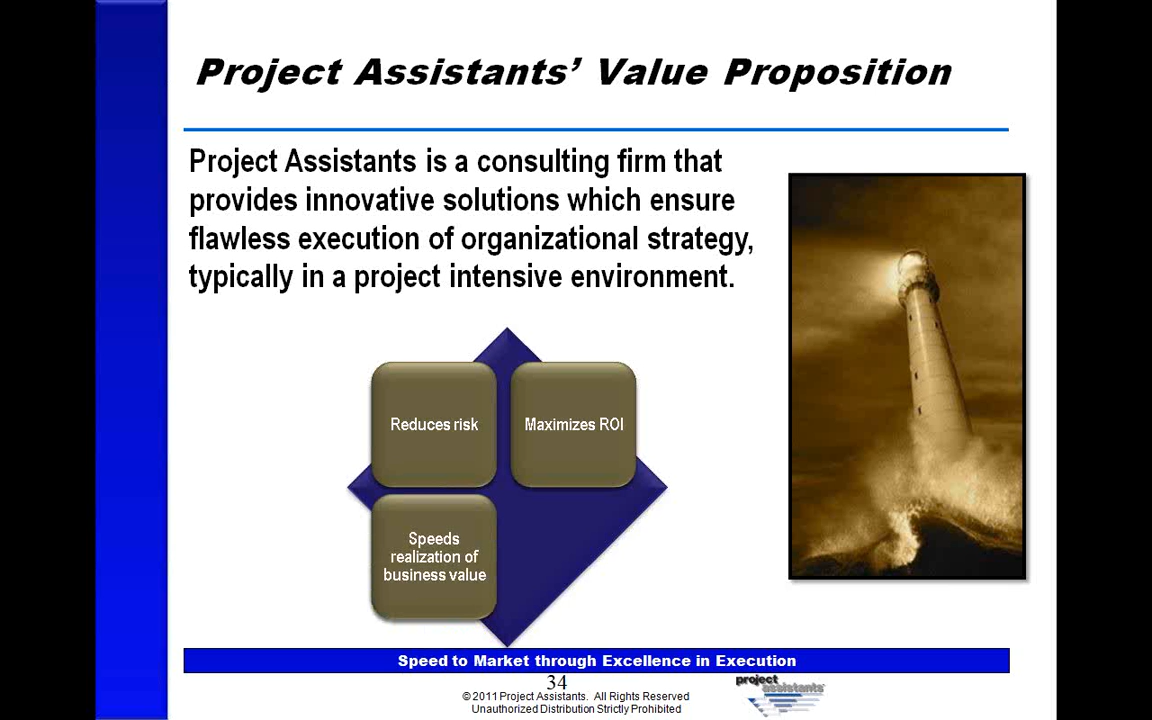 Project Assistants' Value Proposition
Project Assistants is a consulting firm that
provides innovative solutions which ensure
flawless execution of organizational strategy,
typically in a project intensive environment.
Reduces risk
Maximizes ROI
Speeds
realization of
business value
Speed to Market through Excellence in Execution
34
©2011 Project Assistants. All Rights Reserved
Unauthorized Distribution Strictly Prohibited
project
assistants